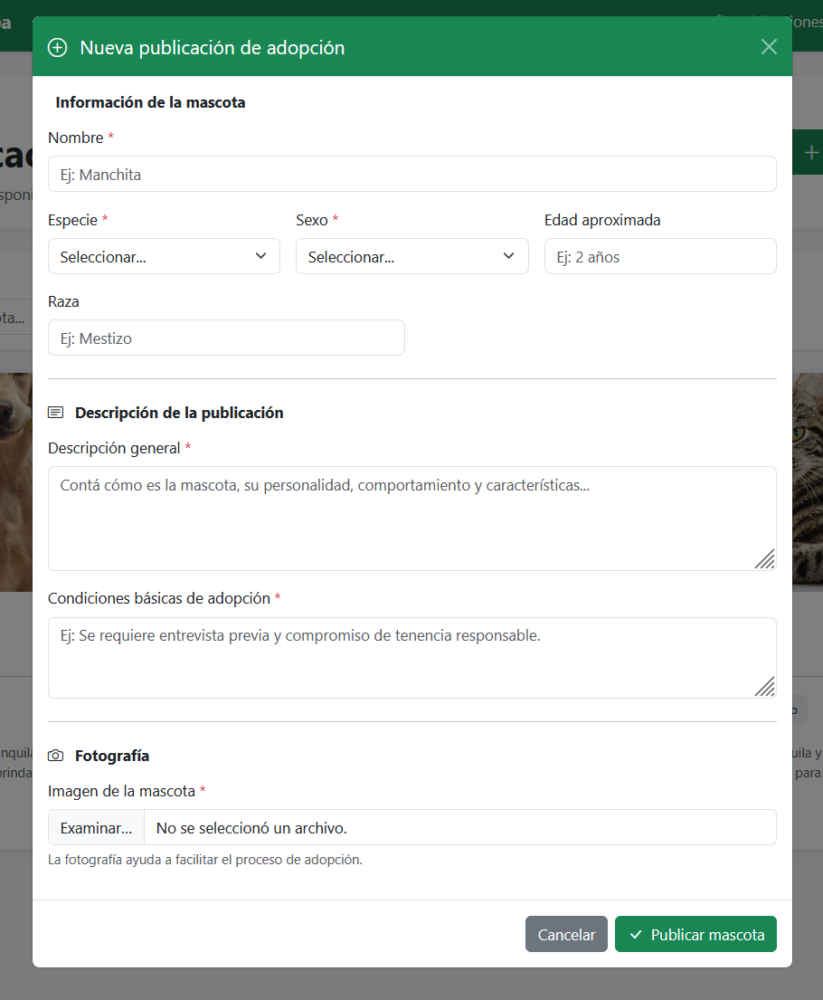 Nueva publicación de adopción
Información de la mascota
Nombre *
Ej: Manchita
Especie *
Sexo *
Edad aproximada
Seleccionar...
Seleccionar...
Ej: 2 años
Raza
Ej: Mestizo
Descripción de la publicación
Descripción general *
Contá cómo es la mascota, su personalidad, comportamiento y características...
Condiciones básicas de adopción *
Ej: Se requiere entrevista previa y compromiso de tenencia responsable.
Fotografía
Imagen de la mascota *
Examinar... No se seleccionó un archivo.
La fotografía ayuda a facilitar el proceso de adopción.
Cancelar
Publicar mascota